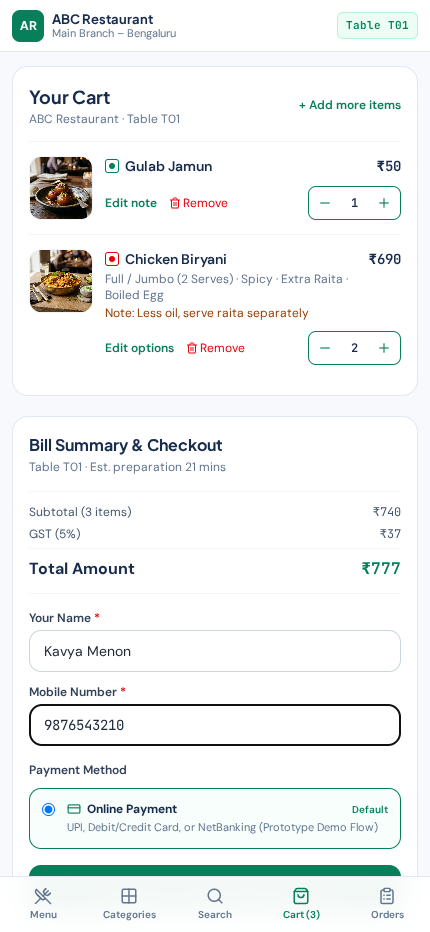 AR
ABC Restaurant
Main Branch – Bengaluru
Table T01
Your Cart
ABC Restaurant · Table T01
+ Add more items
Gulab Jamun
₹50
Edit note
Remove
1
Chicken Biryani
₹690
Full / Jumbo (2 Serves) · Spicy · Extra Raita ·
Boiled Egg
Note: Less oil, serve raita separately
Edit options
Remove
2
Bill Summary & Checkout
Table T01 · Est. preparation 21 mins
Subtotal (3 items)
₹740
GST (5%)
₹37
Total Amount
₹777
Your Name *
Kavya Menon
Mobile Number *
9876543210
Payment Method
Online Payment
Default
UPI, Debit/Credit Card, or NetBanking (Prototype Demo Flow)
Menu
Categories
Search
Cart (3)
Orders